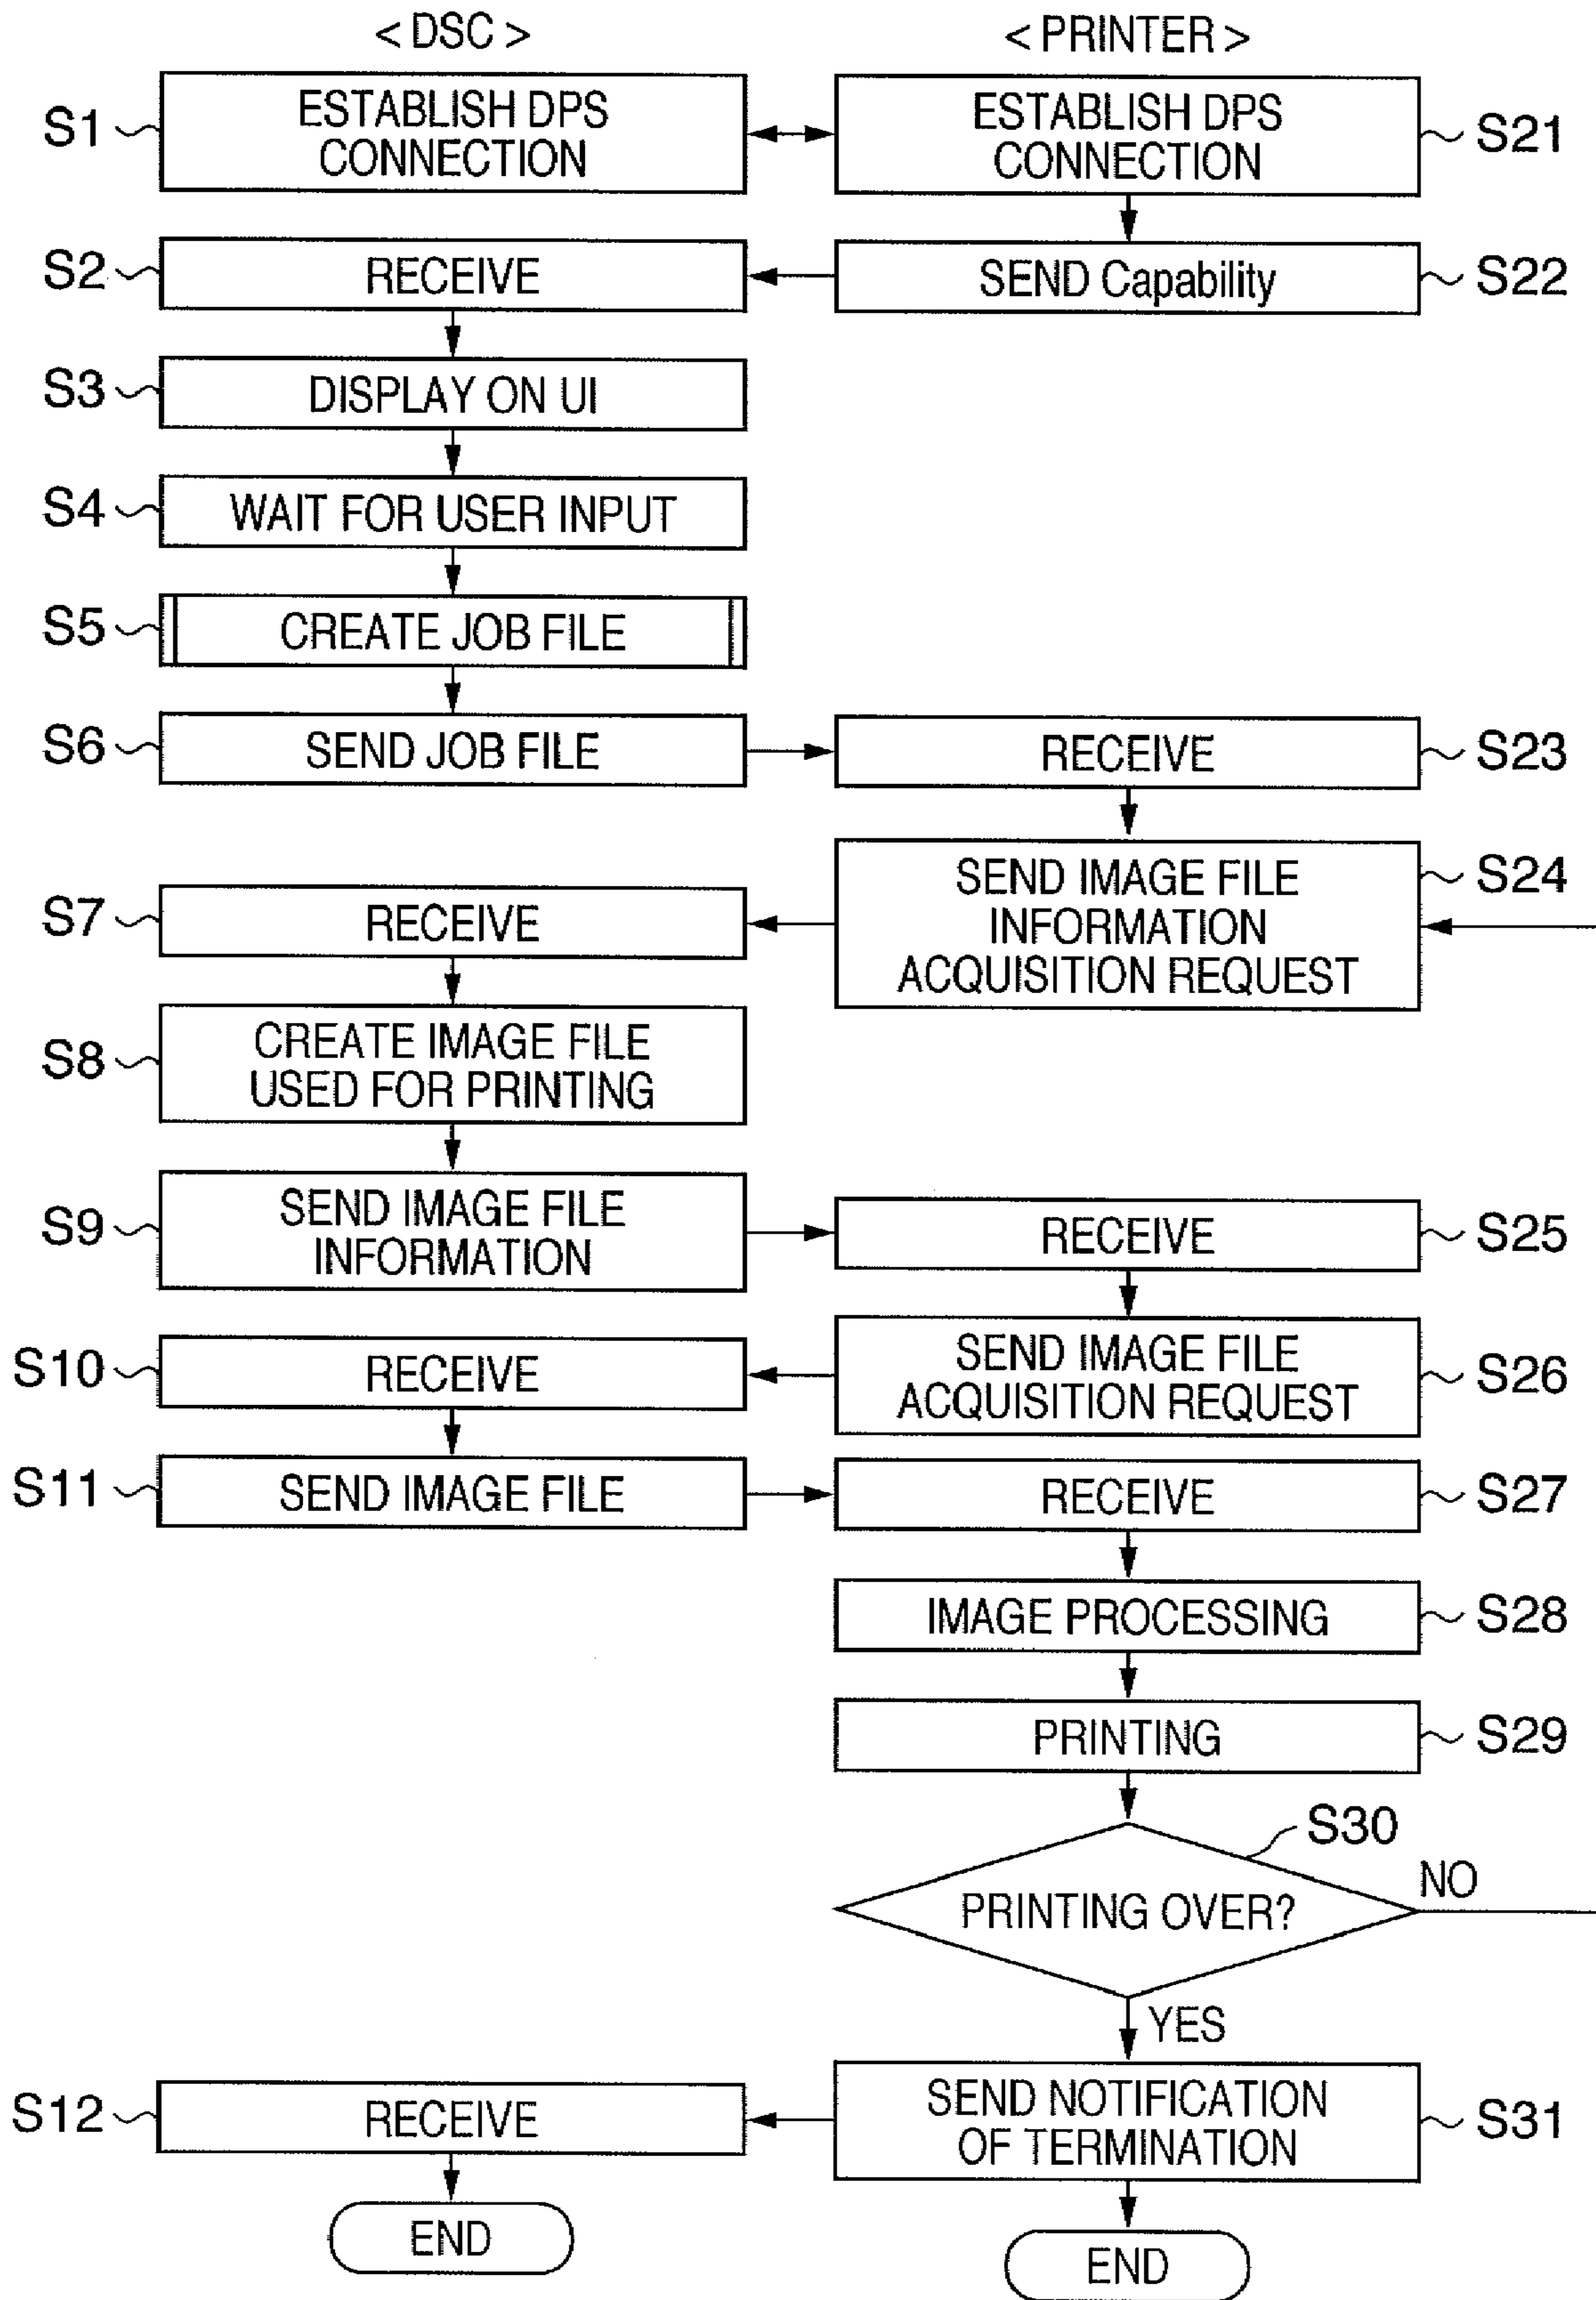 < DSC >
< PRINTER >
S1
ESTABLISH DPS
CONNECTION
ESTABLISH DPS
CONNECTION
S21
S2
RECEIVE
SEND Capability
S22
S3
DISPLAY ON UI
S4
WAIT FOR USER INPUT
S5
CREATE JOB FILE
S6
SEND JOB FILE
RECEIVE
S23
S7
RECEIVE
SEND IMAGE FILE
INFORMATION
ACQUISITION REQUEST
S24
S8
CREATE IMAGE FILE
USED FOR PRINTING
S9
SEND IMAGE FILE
INFORMATION
RECEIVE
S25
S10
RECEIVE
SEND IMAGE FILE
ACQUISITION REQUEST
S26
S11
SEND IMAGE FILE
RECEIVE
S27
IMAGE PROCESSING
S28
PRINTING
S29
S30
PRINTING OVER?
NO
YES
S12
RECEIVE
SEND NOTIFICATION
OF TERMINATION
S31
END
END